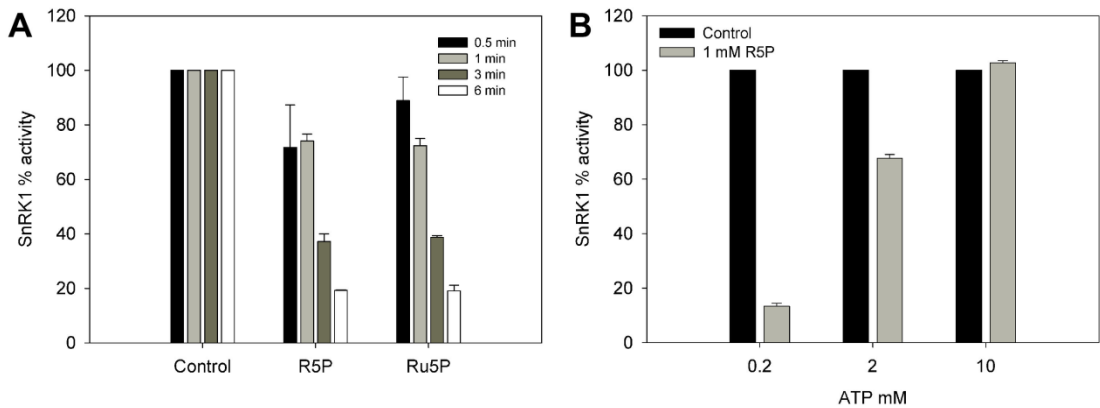 A
SnRK1 % activity
120
100
80
60
40
20
0
0.5 min
1 min
3 min
6 min
Control R5P Ru5P
B
SnRK1 % activity
120
100
80
60
40
20
0
Control
1 mM R5P
0.2 2 10
ATP mM